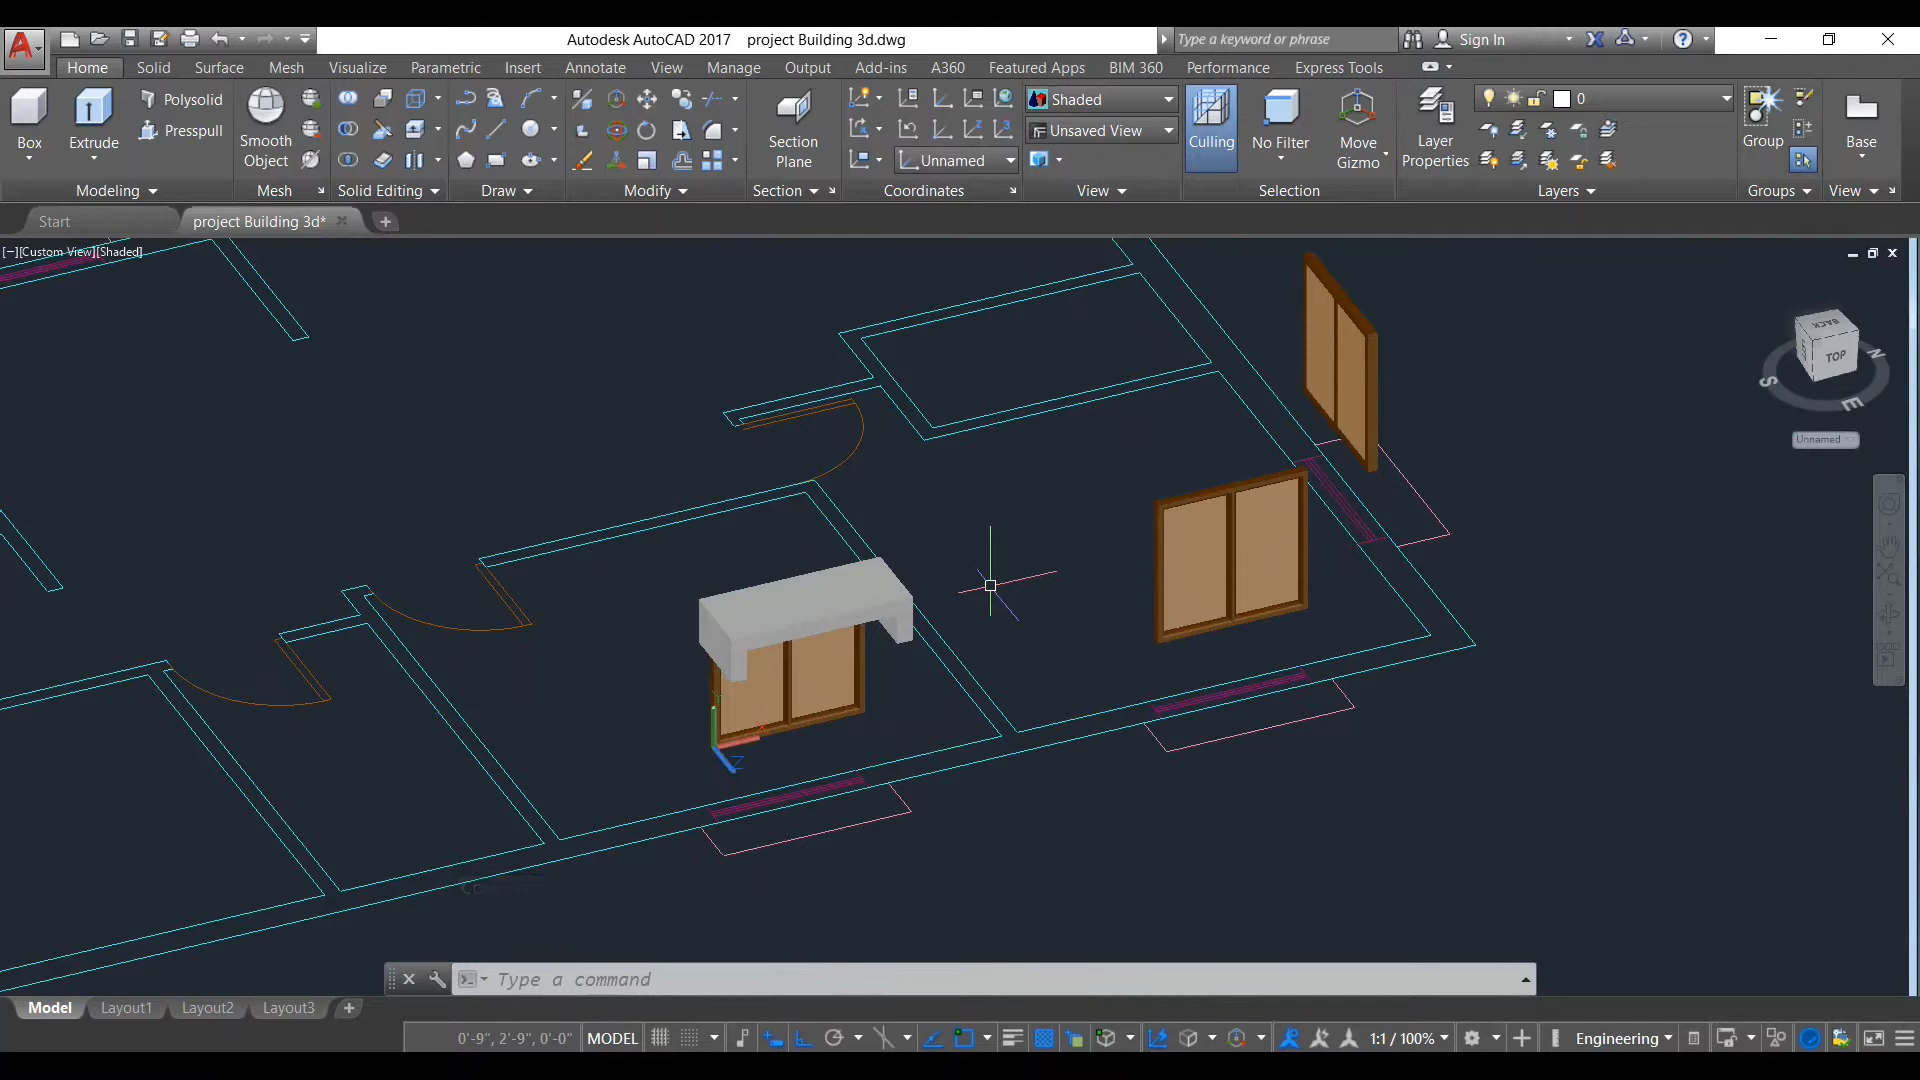 Autodesk AutoCAD 2017 project Building 3d.dwg
Type a keyword or phrase
Sign In
Home Solid Surface Mesh Visualize Parametric Insert Annotate View Manage Output Add-ins A360 Featured Apps BIM 360 Performance Express Tools
Box
Extrude
Polysolid
Presspull
Smooth
Object
Section
Plane
Unnamed
Shaded
Unsaved View
Culling
No Filter
Move
Gizmo
Layer
Properties
0
Group
Base
Modeling Mesh Solid Editing Draw Modify Section Coordinates View Selection Layers Groups View
Start
project Building 3d*
[−][Custom View][Shaded]
BACK
TOP
N
S
E
Unnamed
Z
Type a command
Model Layout1 Layout2 Layout3
0'-9", 2'-9", 0'-0" MODEL
1:1 / 100%
Engineering